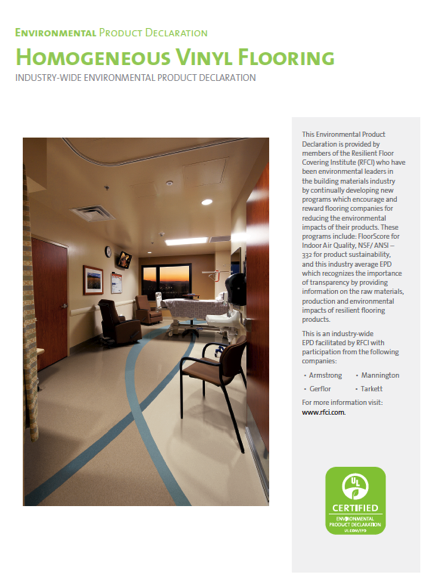 Environmental Product Declaration
Homogeneous Vinyl Flooring
INDUSTRY-WIDE ENVIRONMENTAL PRODUCT DECLARATION
This Environmental Product
Declaration is provided by
members of the Resilient Floor
Covering Institute (RFCI) who have
been environmental leaders in
the building materials industry
by continually developing new
programs which encourage and
reward flooring companies for
reducing the environmental
impacts of their products. These
programs include: FloorScore for
Indoor Air Quality, NSF/ ANSI –
332 for product sustainability,
and this industry average EPD
which recognizes the importance
of transparency by providing
information on the raw materials,
production and environmental
impacts of resilient flooring
products.
This is an industry-wide
EPD facilitated by RFCI with
participation from the following
companies:
• Armstrong • Mannington
• Gerflor • Tarkett
For more information visit:
www.rfci.com.
UL
CERTIFIED
ENVIRONMENTAL
PRODUCT DECLARATION